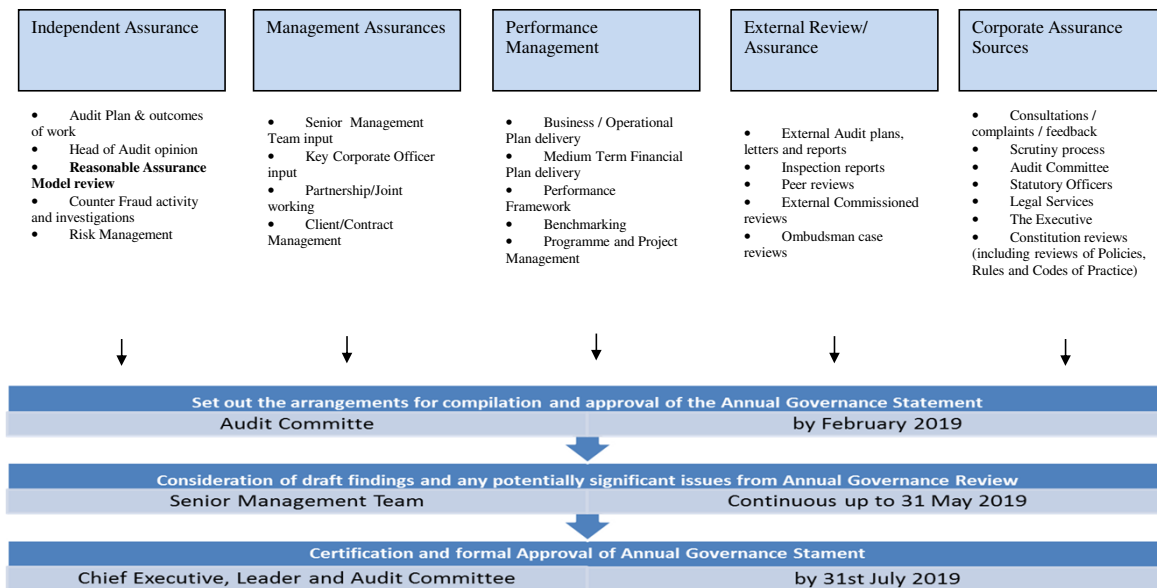 Independent Assurance
Management Assurances
Performance
Management
External Review/
Assurance
Corporate Assurance
Sources
• Audit Plan & outcomes
of work
• Head of Audit opinion
• Reasonable Assurance
Model review
• Counter Fraud activity
and investigations
• Risk Management
• Senior Management
Team input
• Key Corporate Officer
input
• Partnership/Joint
working
• Client/Contract
Management
• Business / Operational
Plan delivery
• Medium Term Financial
Plan delivery
• Performance
Framework
• Benchmarking
• Programme and Project
Management
• External Audit plans,
letters and reports
• Inspection reports
• Peer reviews
• External Commissioned
reviews
• Ombudsman case
reviews
• Consultations /
complaints / feedback
• Scrutiny process
• Audit Committee
• Statutory Officers
• Legal Services
• The Executive
• Constitution reviews
(including reviews of Policies,
Rules and Codes of Practice)
Set out the arrangements for compilation and approval of the Annual Governance Statement
Audit Committe by February 2019
Consideration of draft findings and any potentially significant issues from Annual Governance Review
Senior Management Team Continuous up to 31 May 2019
Certification and formal Approval of Annual Governance Stament
Chief Executive, Leader and Audit Committee by 31st July 2019